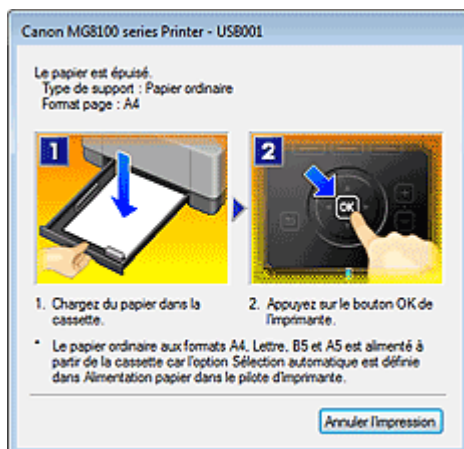 Canon MG8100 series Printer - USB001
Le papier est épuisé.
Type de support : Papier ordinaire
Format page : A4
1
2
OK
1. Chargez du papier dans la
cassette.
2. Appuyez sur le bouton OK de
l'imprimante.
* Le papier ordinaire aux formats A4, Lettre, B5 et A5 est alimenté à
partir de la cassette car l'option Sélection automatique est définie
dans Alimentation papier dans le pilote d'imprimante.
Annuler l'impression